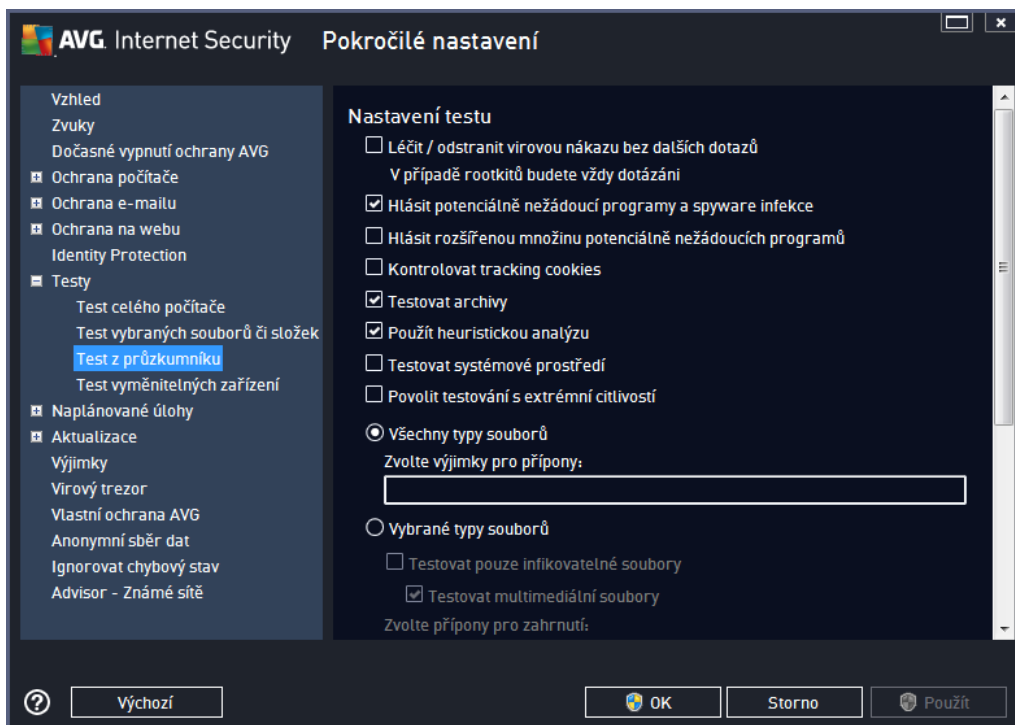 AVG. Internet Security Pokročilé nastavení
Vzhled
Zvuky
Dočasné vypnutí ochrany AVG
Ochrana počítače
Ochrana e-mailu
Ochrana na webu
Identity Protection
Testy
Test celého počítače
Test vybraných souborů či složek
Test z průzkumníku
Test vyměnitelných zařízení
Naplánované úlohy
Aktualizace
Výjimky
Virový trezor
Vlastní ochrana AVG
Anonymní sběr dat
Ignorovat chybový stav
Advisor - Známé sítě
Nastavení testu
Léčit / odstranit virovou nákazu bez dalších dotazů
V případě rootkitů budete vždy dotázáni
Hlásit potenciálně nežádoucí programy a spyware infekce
Hlásit rozšířenou množinu potenciálně nežádoucích programů
Kontrolovat tracking cookies
Testovat archivy
Použít heuristickou analýzu
Testovat systémové prostředí
Povolit testování s extrémní citlivostí
Všechny typy souborů
Zvolte výjimky pro přípony:
Vybrané typy souborů
Testovat pouze infikovatelné soubory
Testovat multimediální soubory
Zvolte přípony pro zahrnutí:
? Výchozí OK Storno Použít